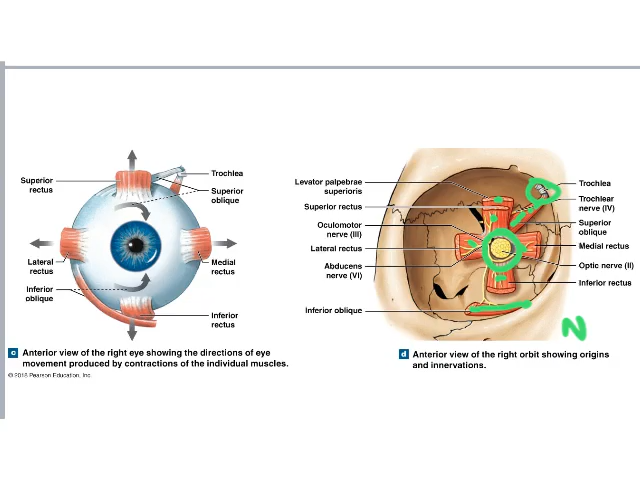 Superior
rectus
Trochlea
Superior
oblique
Lateral
rectus
Medial
rectus
Inferior
oblique
Inferior
rectus
c Anterior view of the right eye showing the directions of eye
movement produced by contractions of the individual muscles.
© 2018 Pearson Education, Inc.
Levator palpebrae
superioris
Superior rectus
Oculomotor
nerve (III)
Lateral rectus
Abducens
nerve (VI)
Inferior oblique
Trochlea
Trochlear
nerve (IV)
Superior
oblique
Medial rectus
Optic nerve (II)
Inferior rectus
N
d Anterior view of the right orbit showing origins
and innervations.